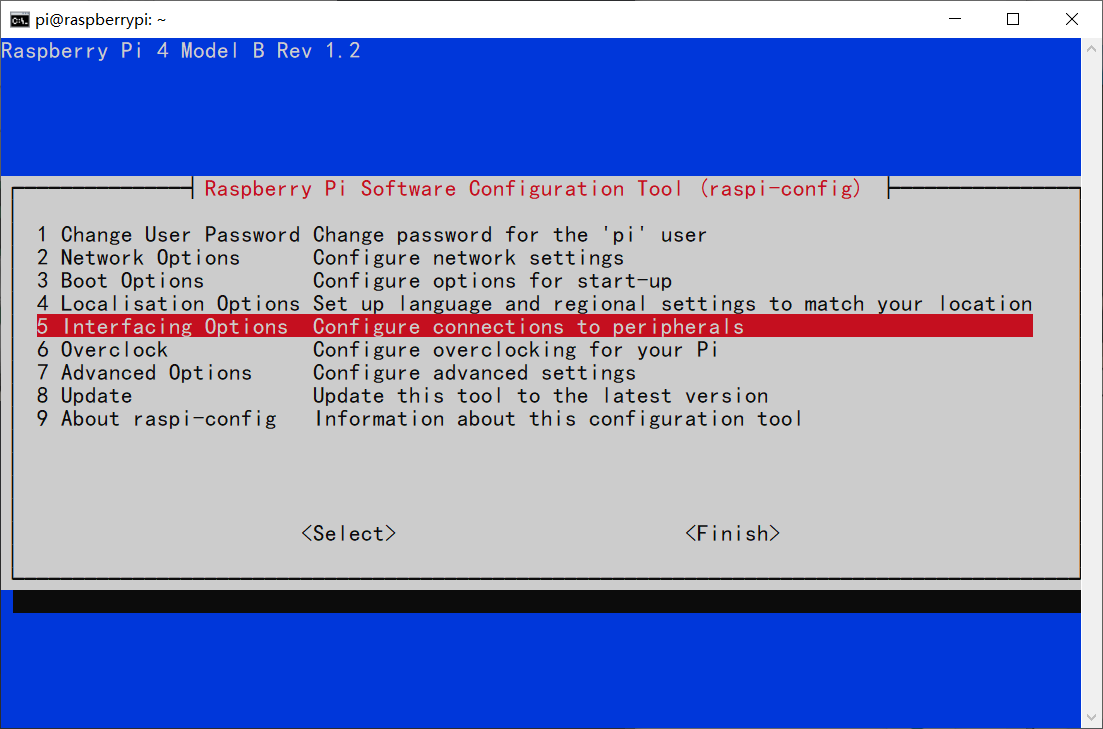 pi@raspberrypi: ~
Raspberry Pi 4 Model B Rev 1.2
Raspberry Pi Software Configuration Tool (raspi-config)
1 Change User Password Change password for the 'pi' user
2 Network Options Configure network settings
3 Boot Options Configure options for start-up
4 Localisation Options Set up language and regional settings to match your location
5 Interfacing Options Configure connections to peripherals
6 Overclock Configure overclocking for your Pi
7 Advanced Options Configure advanced settings
8 Update Update this tool to the latest version
9 About raspi-config Information about this configuration tool
<Select> <Finish>